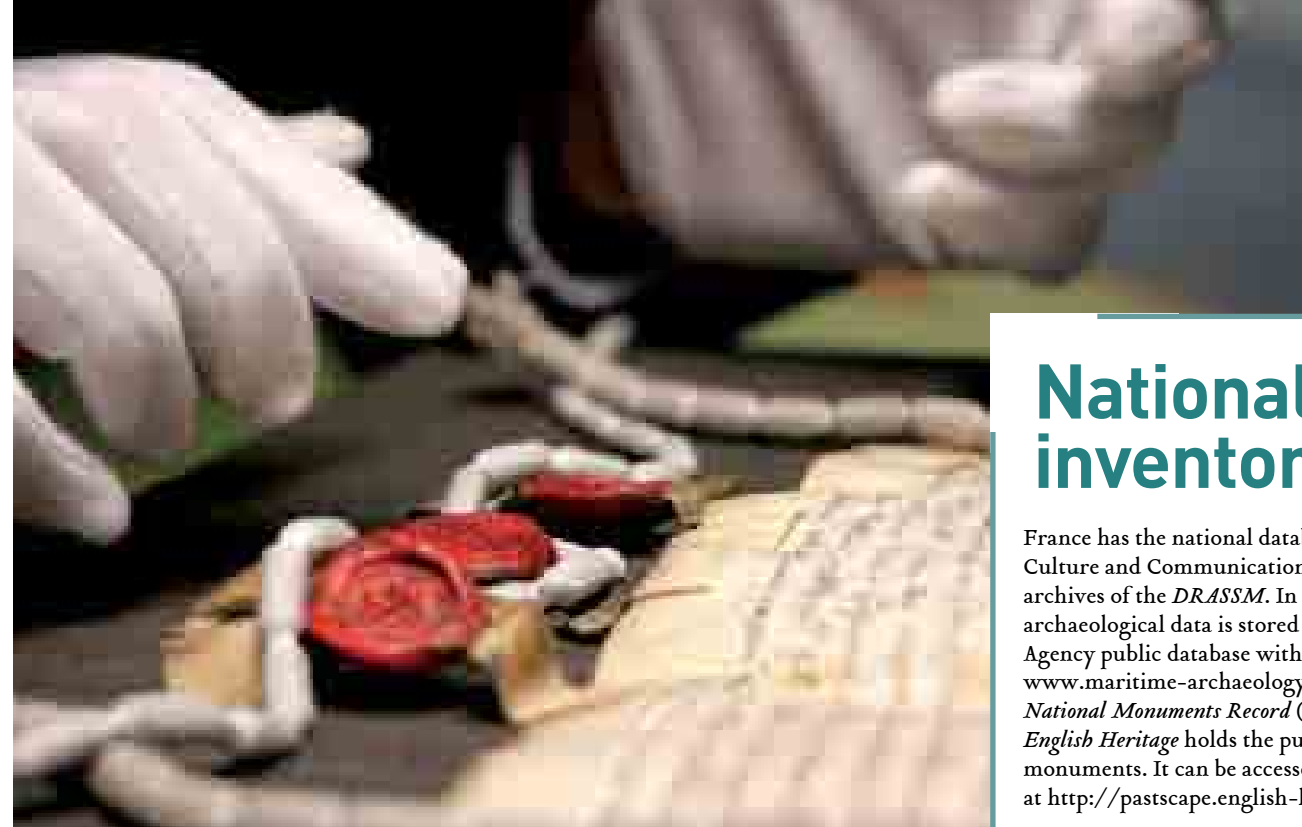 National
inventor
France has the national datab
Culture and Communication
archives of the DRASSM. In
archaeological data is stored
Agency public database with
www.maritime-archaeology
National Monuments Record (
English Heritage holds the pu
monuments. It can be accesse
at http://pastscape.english-h